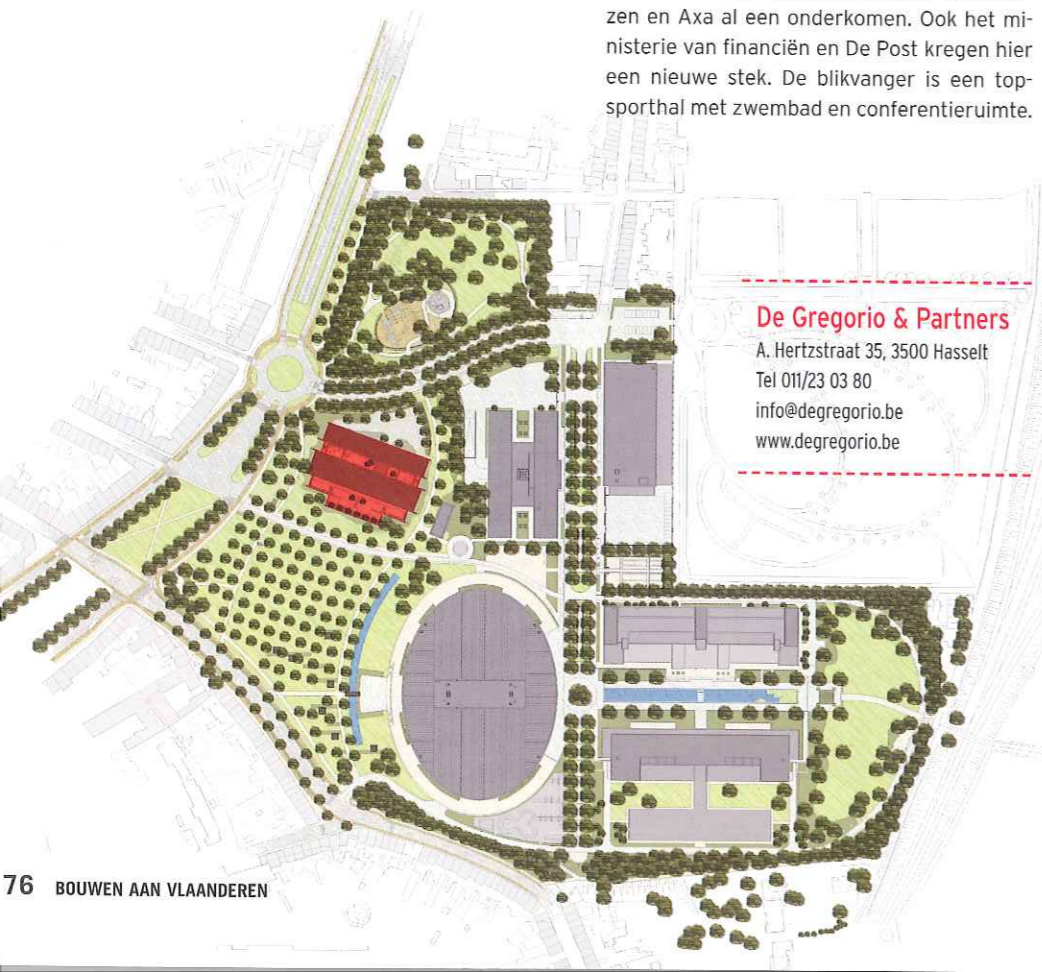 zen en Axa al een onderkomen. Ook het mi-
nisterie van financiën en De Post kregen hier
een nieuwe stek. De blikvanger is een top-
sporthal met zwembad en conferentieruimte.
De Gregorio & Partners
A. Hertzstraat 35, 3500 Hasselt
Tel 011/23 03 80
info@degregorio.be
www.degregorio.be
76 BOUWEN AAN VLAANDEREN